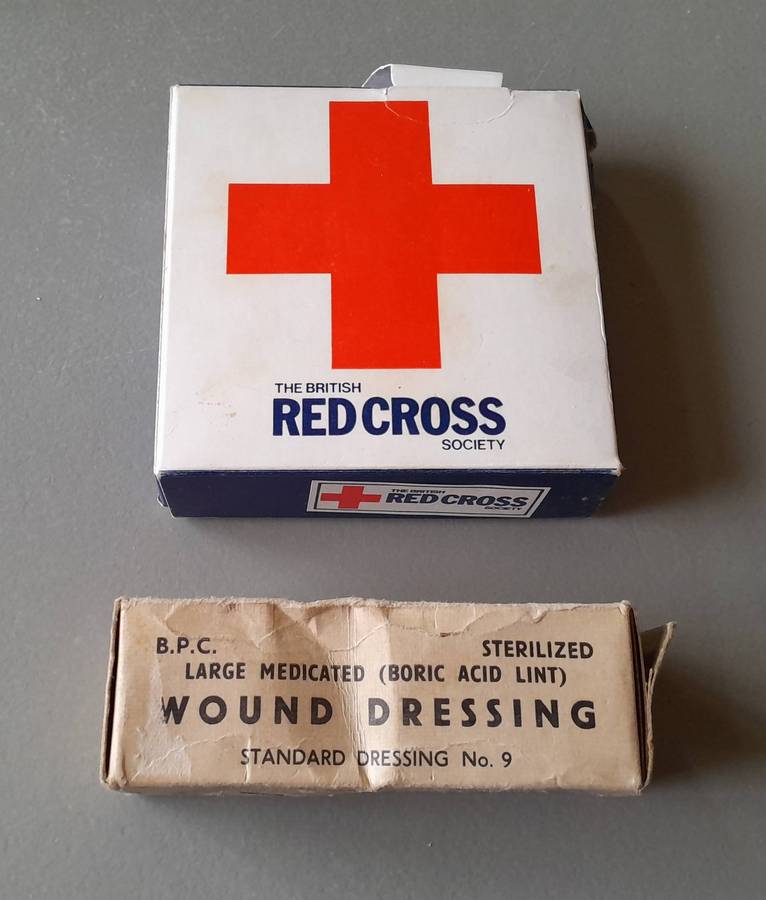 THE BRITISH
RED CROSS
SOCIETY
THE BRITISH
RED CROSS
SOCIETY
B.P.C. STERILIZED
LARGE MEDICATED (BORIC ACID LINT)
WOUND DRESSING
STANDARD DRESSING No. 9